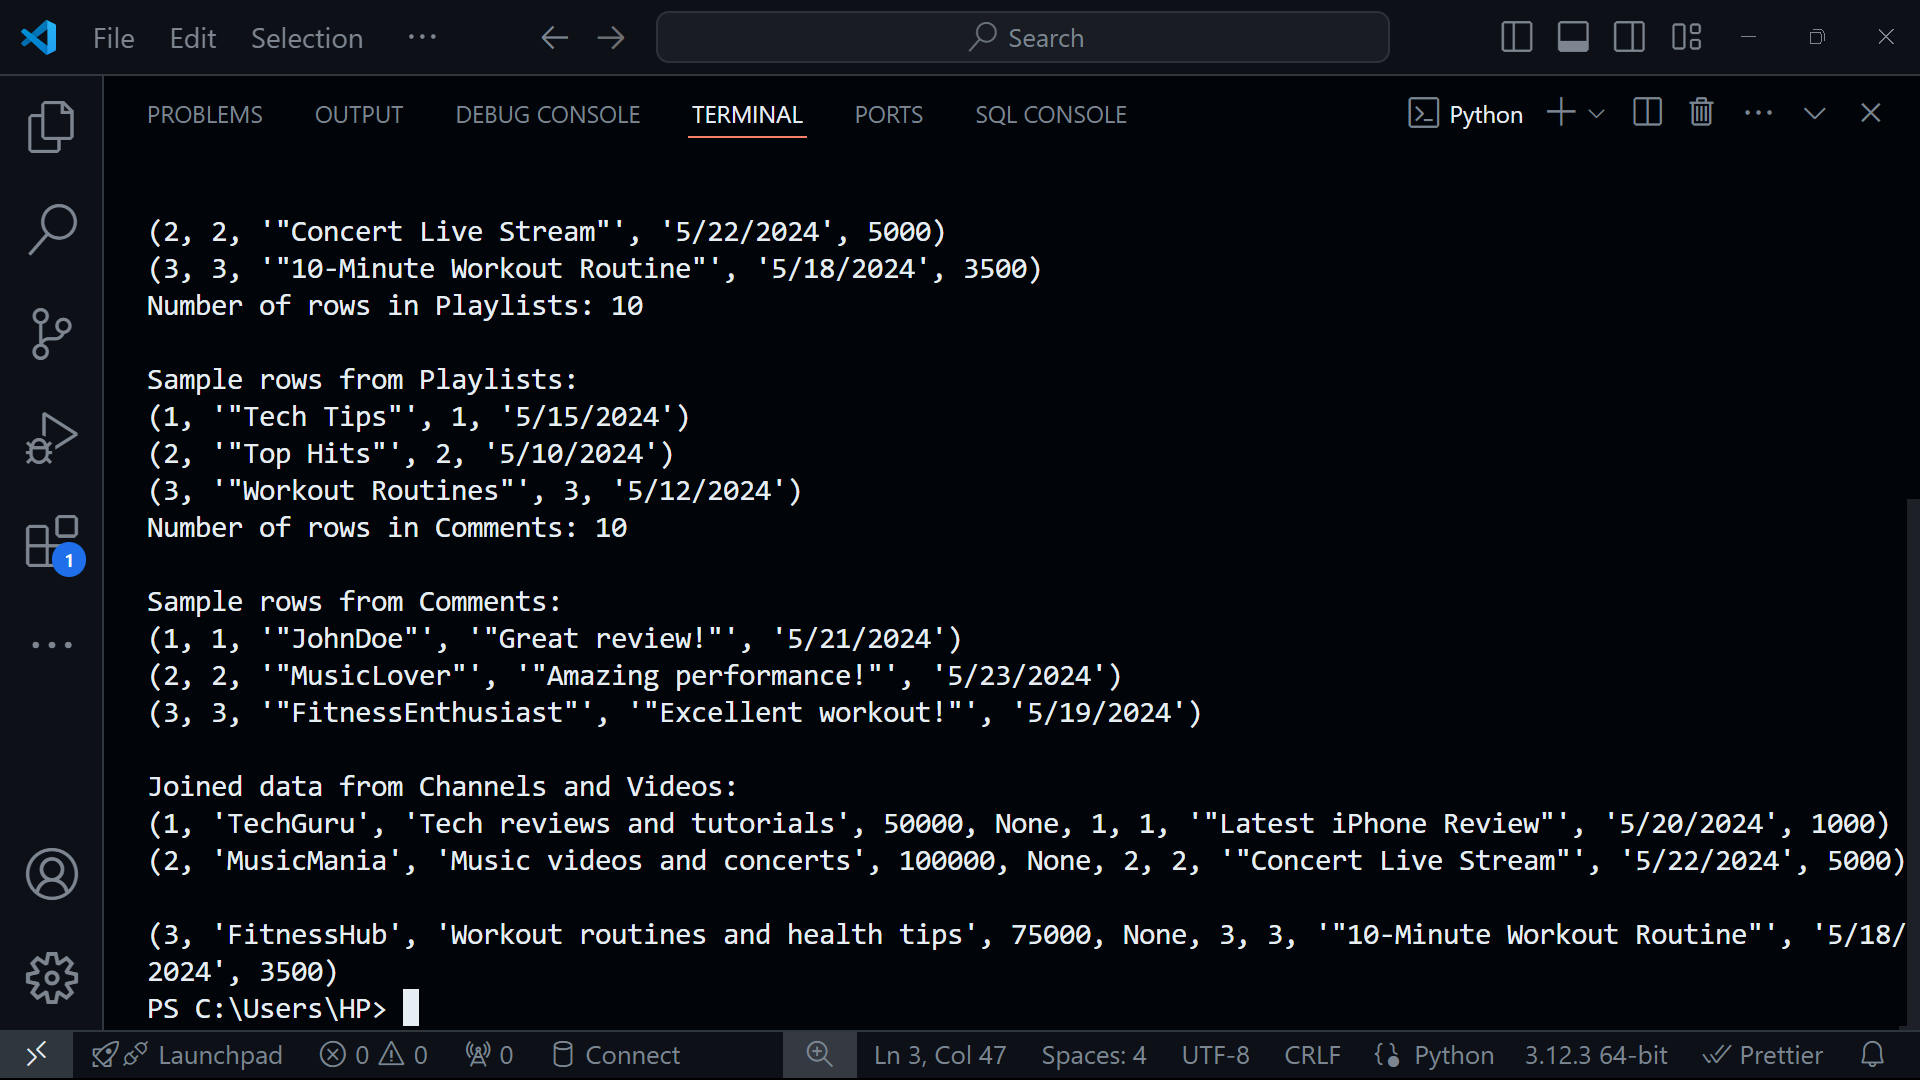 File Edit Selection ··· Search
PROBLEMS OUTPUT DEBUG CONSOLE TERMINAL PORTS SQL CONSOLE Python
(2, 2, '"Concert Live Stream"', '5/22/2024', 5000)
(3, 3, '"10-Minute Workout Routine"', '5/18/2024', 3500)
Number of rows in Playlists: 10
Sample rows from Playlists:
(1, '"Tech Tips"', 1, '5/15/2024')
(2, '"Top Hits"', 2, '5/10/2024')
(3, '"Workout Routines"', 3, '5/12/2024')
Number of rows in Comments: 10
1
Sample rows from Comments:
(1, 1, '"JohnDoe"', '"Great review!"', '5/21/2024')
(2, 2, '"MusicLover"', '"Amazing performance!"', '5/23/2024')
(3, 3, '"FitnessEnthusiast"', '"Excellent workout!"', '5/19/2024')
Joined data from Channels and Videos:
(1, 'TechGuru', 'Tech reviews and tutorials', 50000, None, 1, 1, '"Latest iPhone Review"', '5/20/2024', 1000)
(2, 'MusicMania', 'Music videos and concerts', 100000, None, 2, 2, '"Concert Live Stream"', '5/22/2024', 5000)
(3, 'FitnessHub', 'Workout routines and health tips', 75000, None, 3, 3, '"10-Minute Workout Routine"', '5/18/
2024', 3500)
PS C:\Users\HP>
Launchpad 0 0 0 Connect Ln 3, Col 47 Spaces: 4 UTF-8 CRLF Python 3.12.3 64-bit Prettier